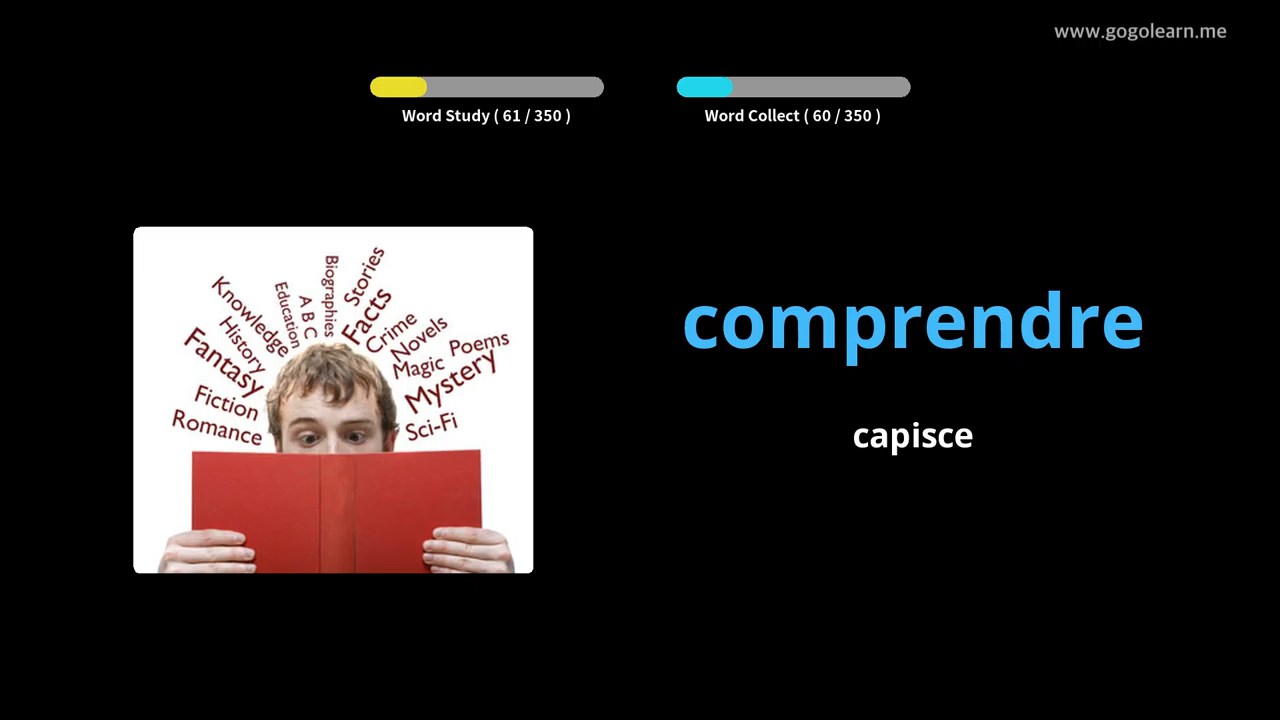 www.gogolearn.me
Word Study ( 61 / 350 )
Word Collect ( 60 / 350 )
Biographies
Stories
Knowledge
Education
A B C
Facts
Crime
History
Novels
Poems
Fantasy
Magic
Mystery
Fiction
Romance
Sci-Fi
comprendre
capisce